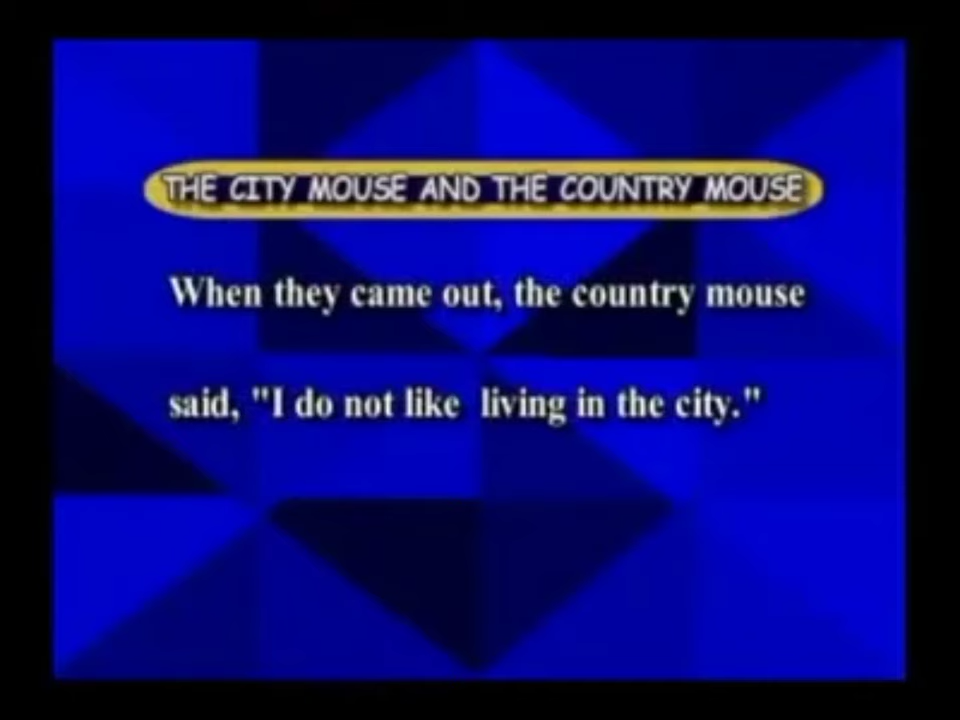 THE CITY MOUSE AND THE COUNTRY MOUSE
When they came out, the country mouse
said, "I do not like living in the city."